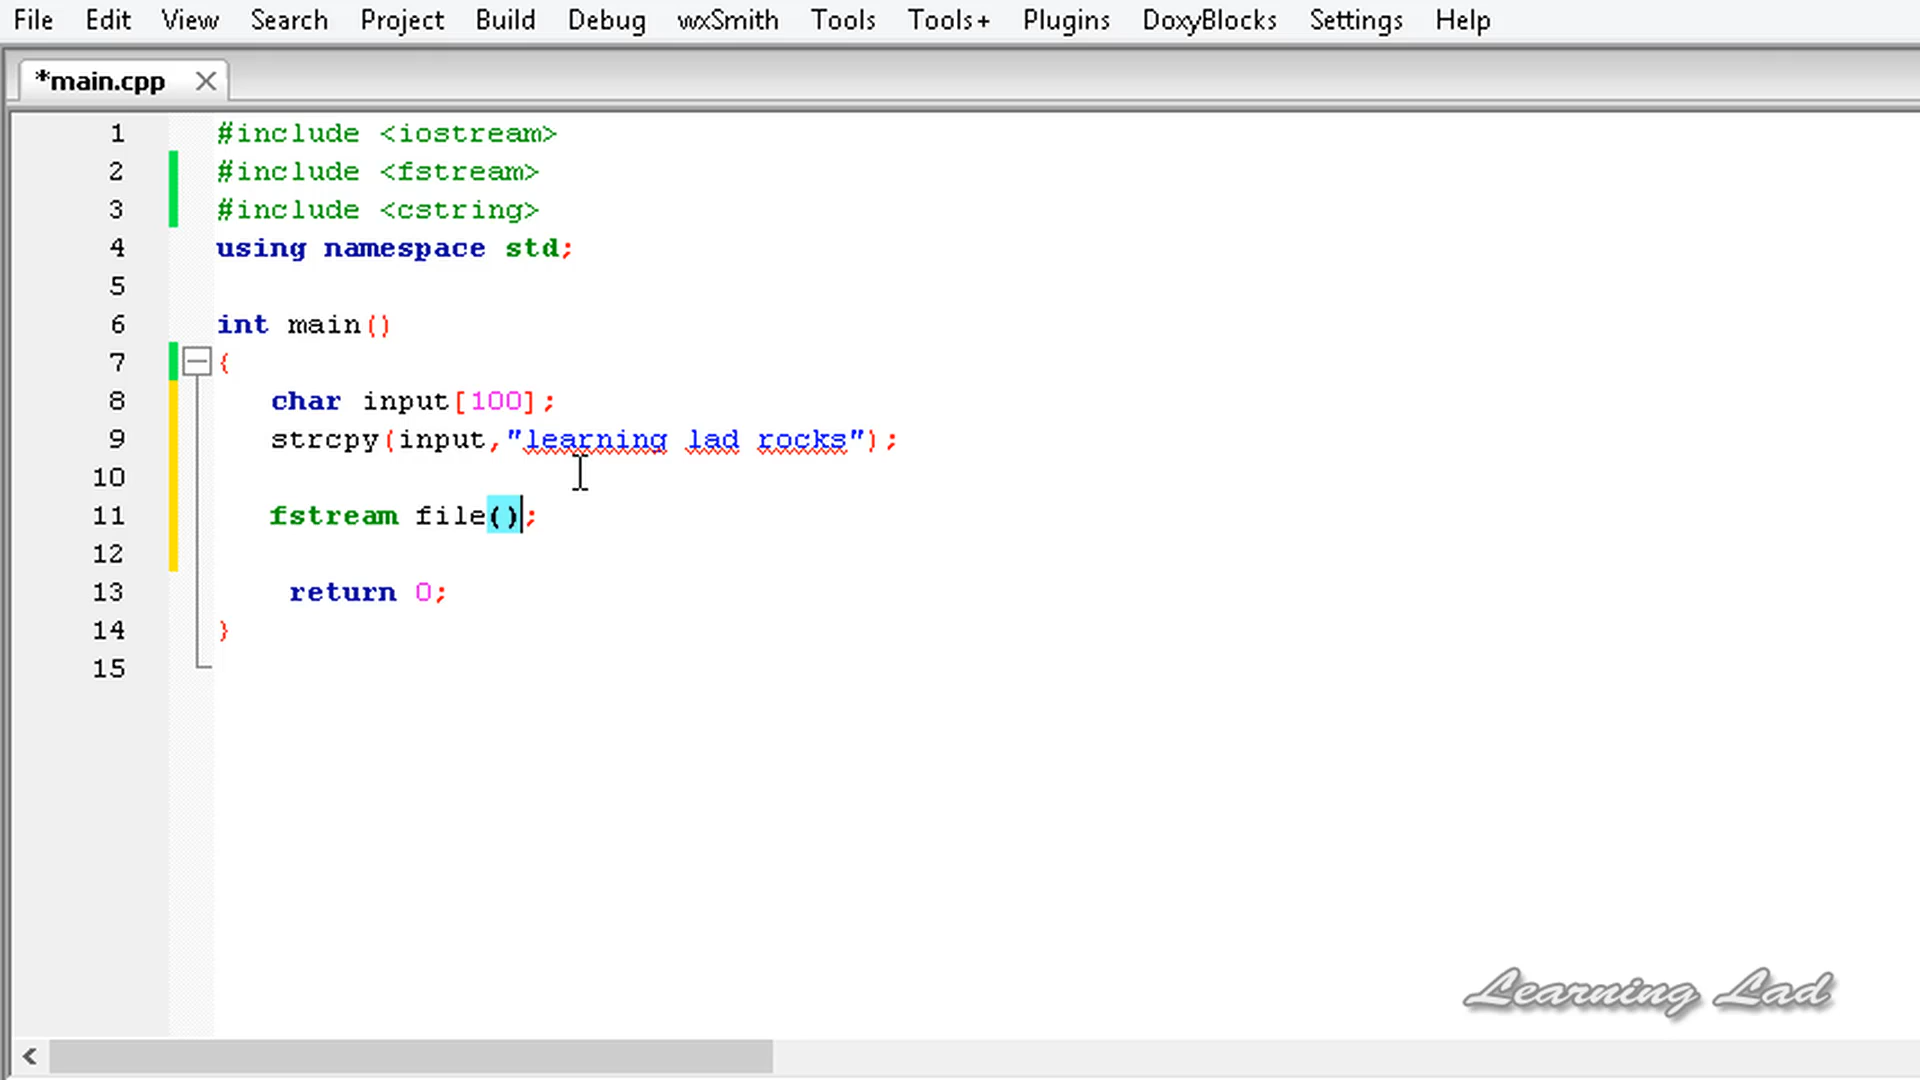 File Edit View Search Project Build Debug wxSmith Tools Tools+ Plugins DoxyBlocks Settings Help
*main.cpp
1 #include <iostream>
2 #include <fstream>
3 #include <cstring>
4 using namespace std;
5
6 int main()
7 {
8 char input[100];
9 strcpy(input,"learning lad rocks");
10
11 fstream file();
12
13 return 0;
14 }
15
Learning Lad